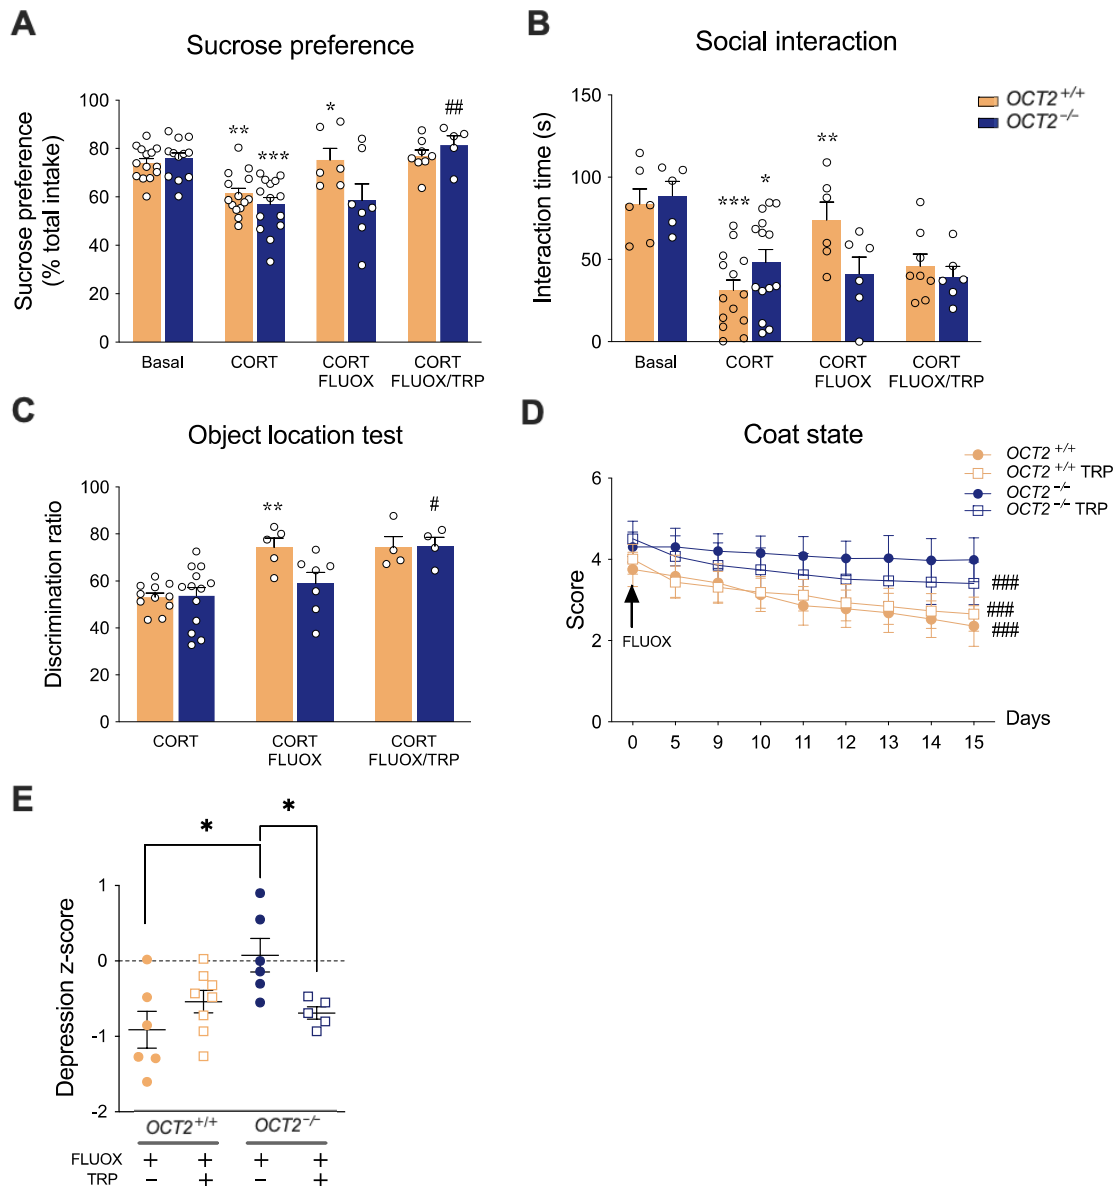 A
Sucrose preference
Sucrose preference
(% total intake)
100
80
60
40
20
0
**
***
*
##
Basal
CORT
CORT
FLUOX
CORT
FLUOX/TRP
B
Social interaction
Interaction time (s)
150
100
50
0
***
*
**
Basal
CORT
CORT
FLUOX
CORT
FLUOX/TRP
OCT2+/+
OCT2-/-
C
Object location test
Discrimination ratio
100
80
60
40
20
0
**
#
CORT
CORT
FLUOX
CORT
FLUOX/TRP
D
Coat state
Score
6
4
2
0
FLUOX
0 5 9 10 11 12 13 14 15
Days
###
###
###
OCT2 +/+
OCT2 +/+ TRP
OCT2 -/-
OCT2 -/- TRP
E
Depression z-score
1
0
-1
-2
*
*
OCT2+/+ OCT2-/-
FLUOX + + + +
TRP − + − +